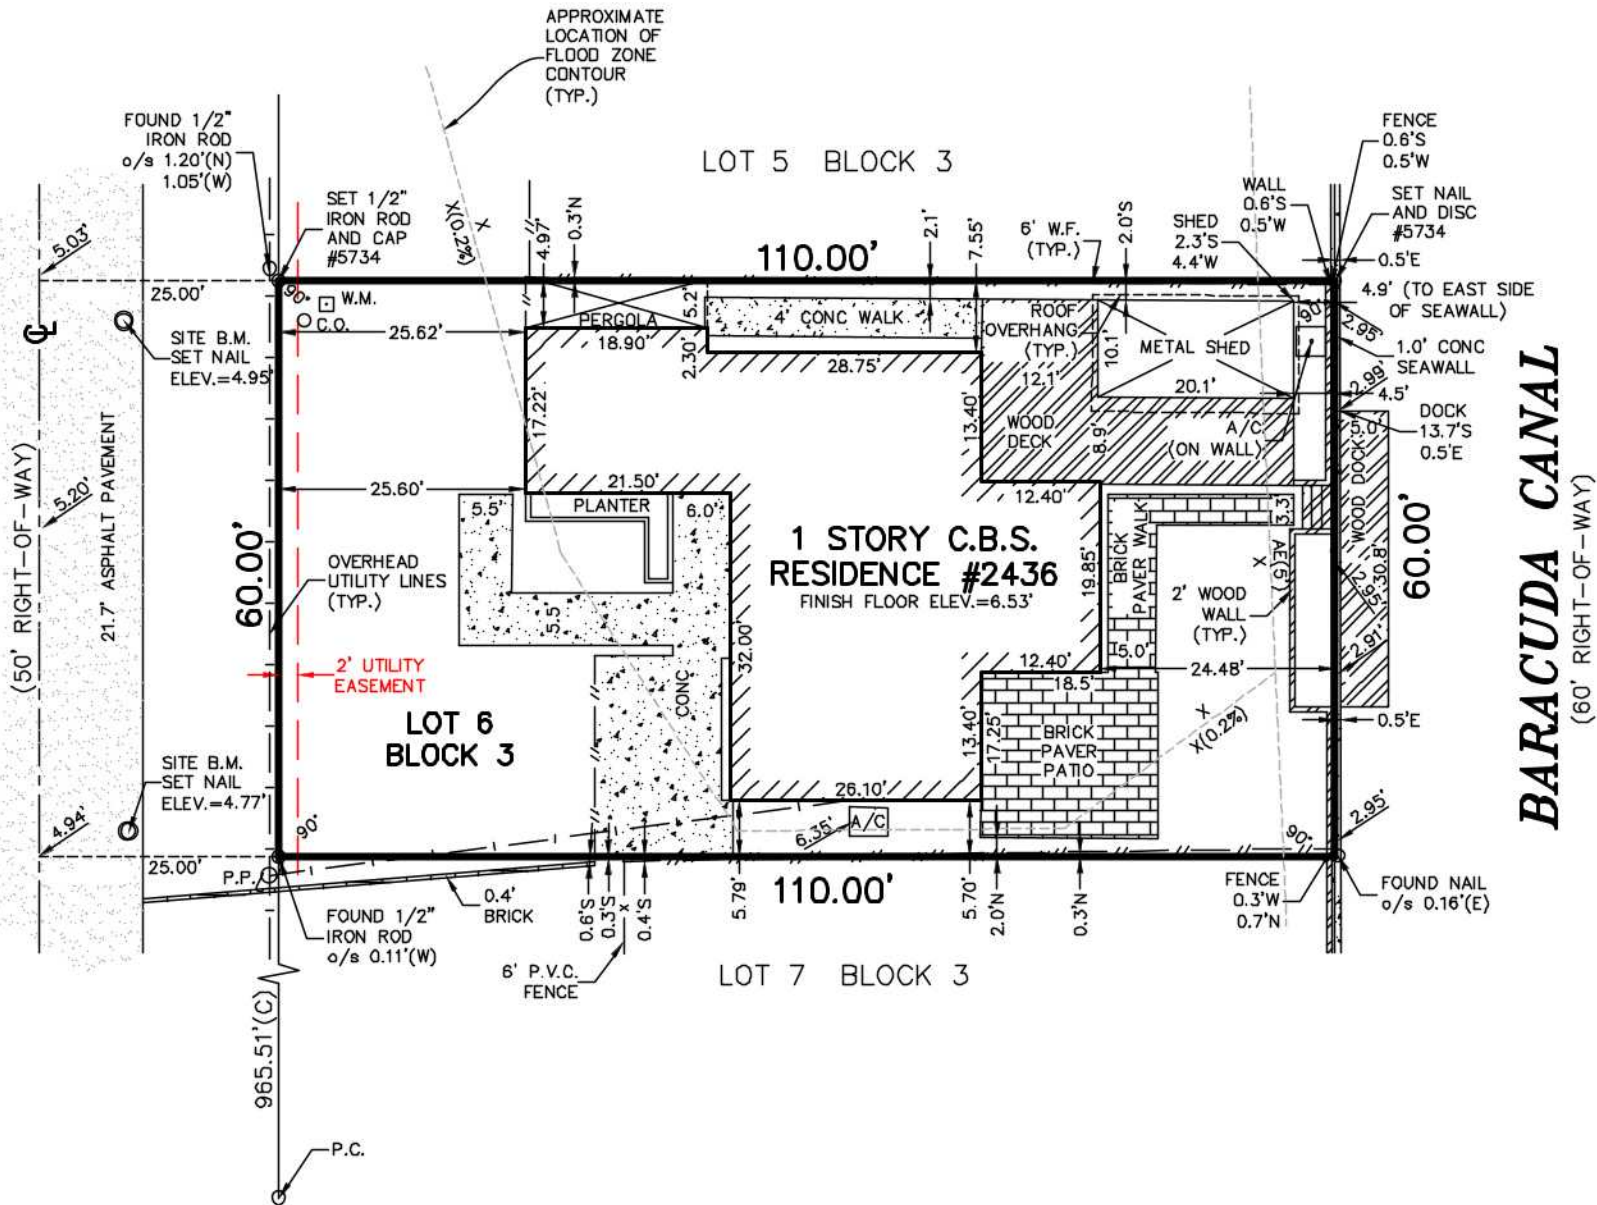 APPROXIMATE
LOCATION OF
FLOOD ZONE
CONTOUR
(TYP.)
FOUND 1/2"
IRON ROD
o/s 1.20'(N)
1.05'(W)
LOT 5 BLOCK 3
FENCE
0.6'S
0.5'W
SET 1/2"
IRON ROD
AND CAP
#5734
WALL
0.6'S
0.5'W
SET NAIL
AND DISC
#5734
SHED
2.3'S
4.4'W
X
X(0.2%)
4.97'
0.3'N
2.1'
7.55'
6' W.F.
(TYP.)
2.0'S
110.00'
0.5'E
5.03'
25.00'
90°
W.M.
C.O.
25.62'
PERGOLA
18.90'
5.2'
4' CONC WALK
ROOF
OVERHANG
(TYP.)
10.1'
METAL SHED
20.1'
90°
4.9' (TO EAST SIDE
OF SEAWALL)
2.95'
1.0' CONC
SEAWALL
2.99'
4.5'
CL
SITE B.M.
SET NAIL
ELEV.=4.95'
2.30'
28.75'
12.1'
WOOD
DECK
8.9'
A/C
(ON WALL)
DOCK
13.7'S
0.5'E
5.0'
WOOD DOCK
30.8'
17.22'
13.40'
(50' RIGHT-OF-WAY)
5.20'
21.7' ASPHALT PAVEMENT
25.60'
21.50'
PLANTER
5.5'
6.0'
12.40'
1 STORY C.B.S.
RESIDENCE #2436
FINISH FLOOR ELEV.=6.53'
19.85'
BRICK
PAVER WALK
3.3'
X
AE(5')
2' WOOD
WALL
(TYP.)
2.95'
2.91'
60.00'
60.00'
BARACUDA CANAL
(60' RIGHT-OF-WAY)
OVERHEAD
UTILITY LINES
(TYP.)
5.5
2' UTILITY
EASEMENT
32.00'
CONC
12.40'
5.0'
18.5'
24.48'
LOT 6
BLOCK 3
13.40'
17.25'
BRICK
PAVER
PATIO
X
X(0.2%)
0.5'E
SITE B.M.
SET NAIL
ELEV.=4.77'
26.10'
A/C
6.35'
4.94'
90°
90°
2.95'
25.00'
P.P.
0.4'
BRICK
0.6'S
0.3'S
x
0.4'S
5.79'
110.00'
5.70'
2.0'N
0.3'N
FENCE
0.3'W
0.7'N
FOUND NAIL
o/s 0.16'(E)
FOUND 1/2"
IRON ROD
o/s 0.11'(W)
6' P.V.C.
FENCE
LOT 7 BLOCK 3
965.51'(C)
P.C.